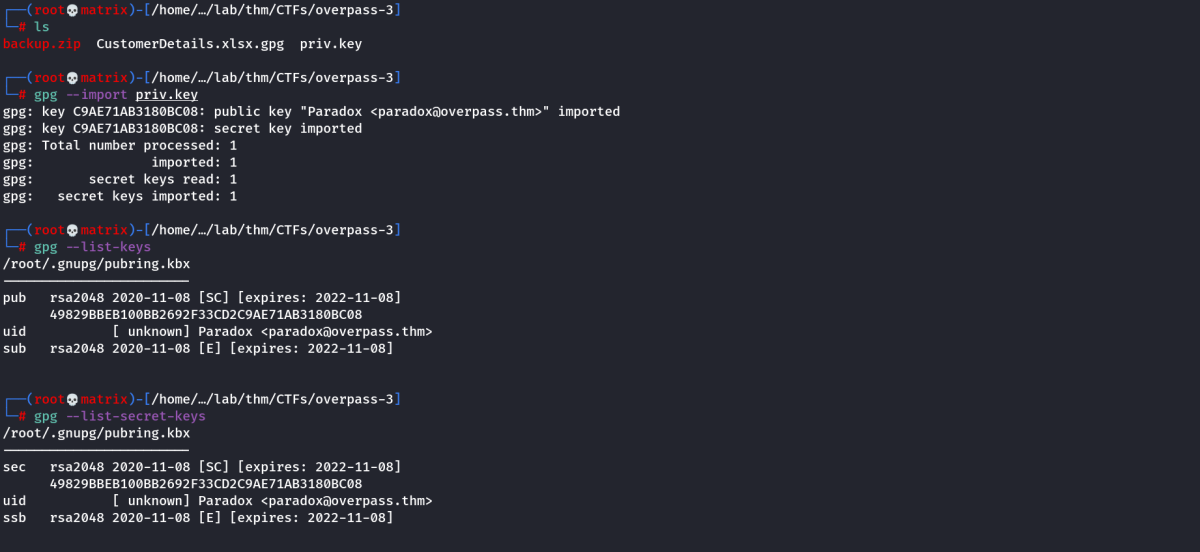 ┌──(root💀matrix)-[/home/…/lab/thm/CTFs/overpass-3]
└─# ls
backup.zip  CustomerDetails.xlsx.gpg  priv.key
┌──(root💀matrix)-[/home/…/lab/thm/CTFs/overpass-3]
└─# gpg --import priv.key
gpg: key C9AE71AB3180BC08: public key "Paradox <paradox@overpass.thm>" imported
gpg: key C9AE71AB3180BC08: secret key imported
gpg: Total number processed: 1
gpg:               imported: 1
gpg:       secret keys read: 1
gpg:   secret keys imported: 1
┌──(root💀matrix)-[/home/…/lab/thm/CTFs/overpass-3]
└─# gpg --list-keys
/root/.gnupg/pubring.kbx
------------------------
pub   rsa2048 2020-11-08 [SC] [expires: 2022-11-08]
      49829BBEB100BB2692F33CD2C9AE71AB3180BC08
uid           [ unknown] Paradox <paradox@overpass.thm>
sub   rsa2048 2020-11-08 [E] [expires: 2022-11-08]
┌──(root💀matrix)-[/home/…/lab/thm/CTFs/overpass-3]
└─# gpg --list-secret-keys
/root/.gnupg/pubring.kbx
------------------------
sec   rsa2048 2020-11-08 [SC] [expires: 2022-11-08]
      49829BBEB100BB2692F33CD2C9AE71AB3180BC08
uid           [ unknown] Paradox <paradox@overpass.thm>
ssb   rsa2048 2020-11-08 [E] [expires: 2022-11-08]